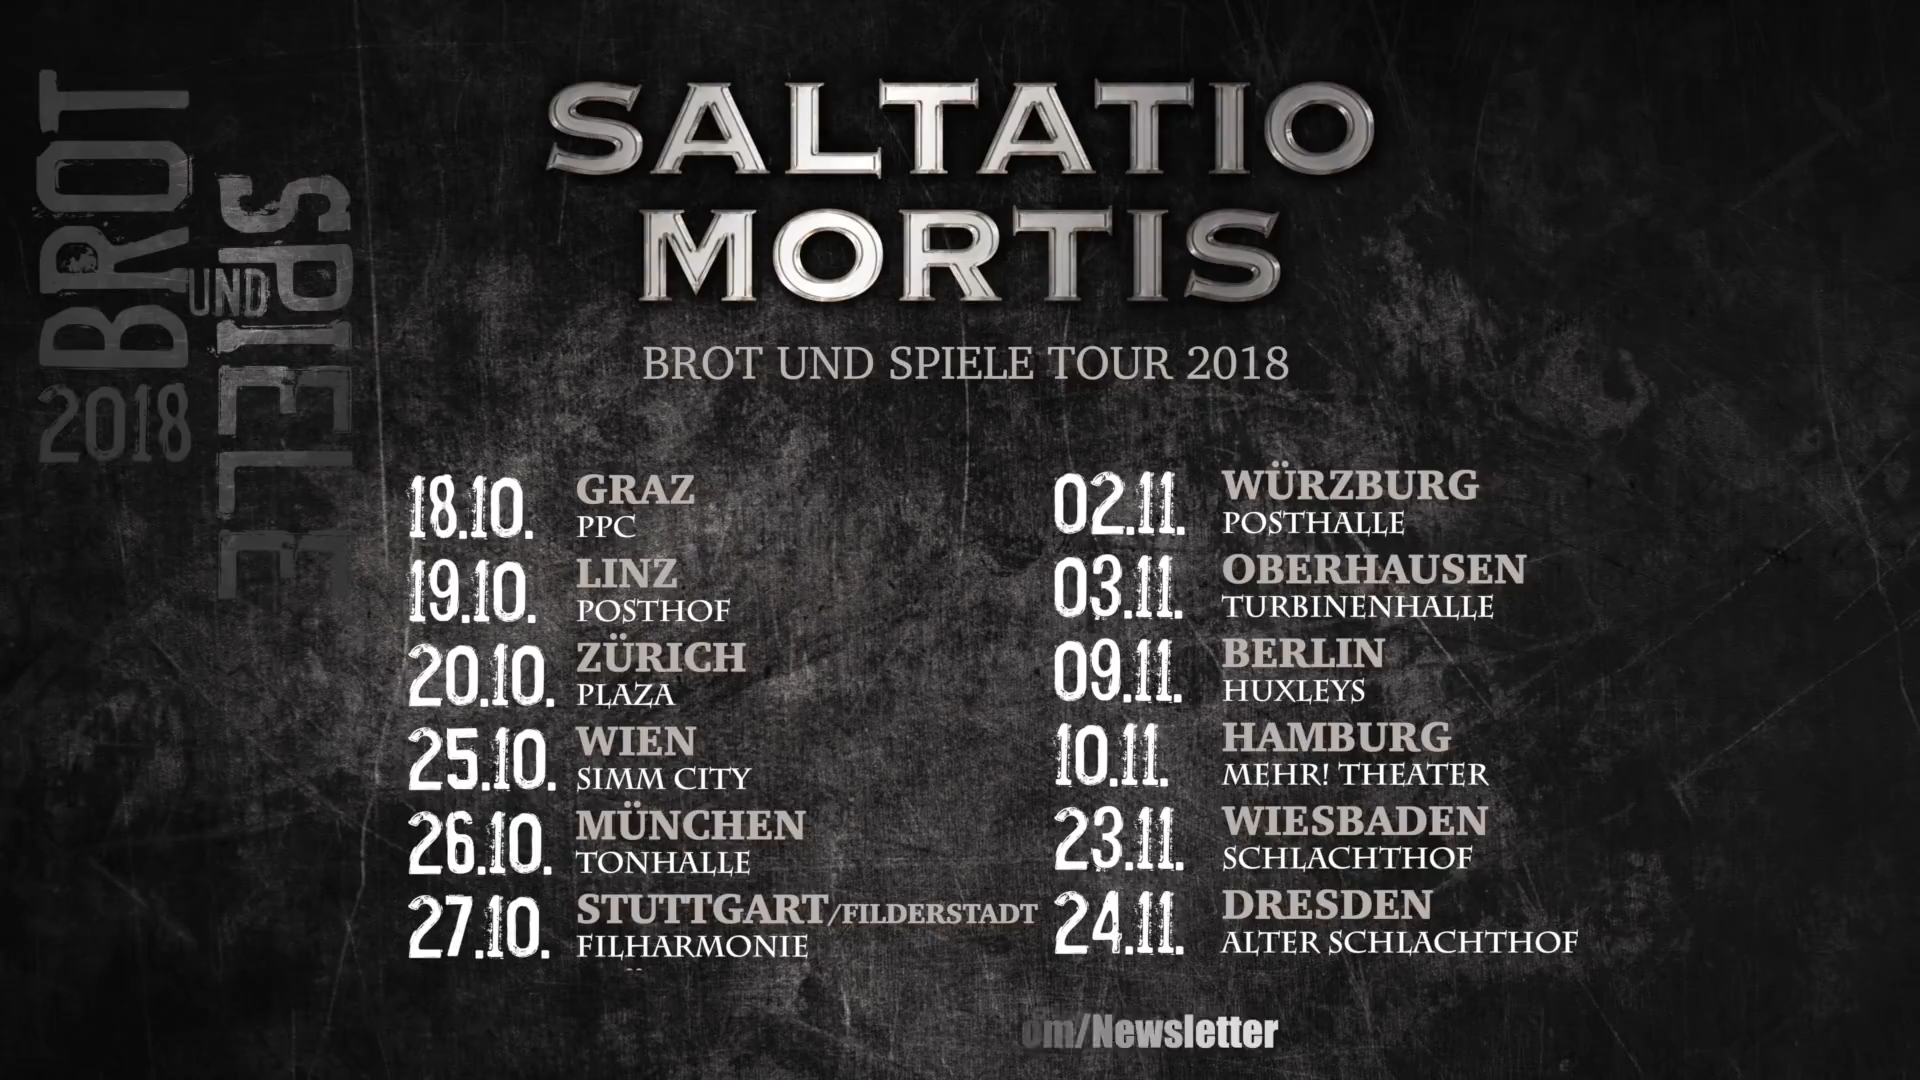 BROT
UND
SPIELE
2018
SALTATIO
MORTIS
BROT UND SPIELE TOUR 2018
18.10. GRAZ
PPC
19.10. LINZ
POSTHOF
20.10. ZÜRICH
PLAZA
25.10. WIEN
SIMM CITY
26.10. MÜNCHEN
TONHALLE
27.10. STUTTGART/FILDERSTADT
FILHARMONIE
02.11. WÜRZBURG
POSTHALLE
03.11. OBERHAUSEN
TURBINENHALLE
09.11. BERLIN
HUXLEYS
10.11. HAMBURG
MEHR! THEATER
23.11. WIESBADEN
SCHLACHTHOF
24.11. DRESDEN
ALTER SCHLACHTHOF
om/Newsletter